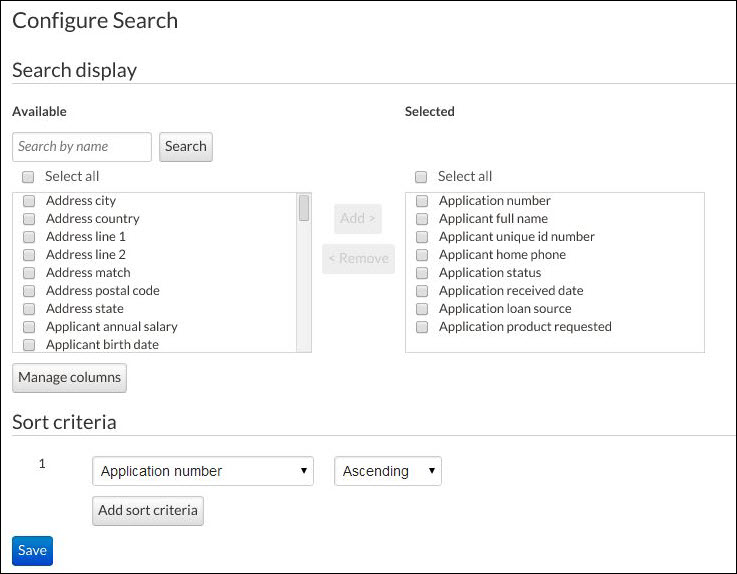 Configure Search
Search display
Available
Selected
Search by name
Search
Select all
Select all
Address city
Address country
Address line 1
Address line 2
Address match
Address postal code
Address state
Applicant annual salary
Applicant birth date
Add >
< Remove
Application number
Applicant full name
Applicant unique id number
Applicant home phone
Application status
Application received date
Application loan source
Application product requested
Manage columns
Sort criteria
1
Application number
Ascending
Add sort criteria
Save